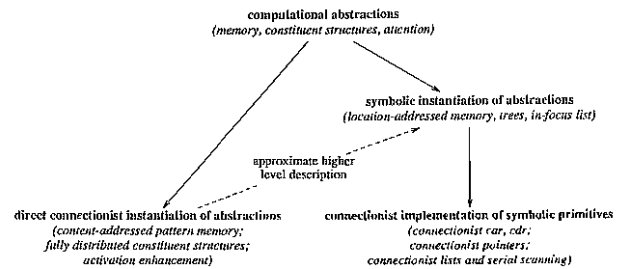 computational abstractions
(memory, constituent structures, attention)
symbolic instantiation of abstractions
(location-addressed memory, trees, in-focus list)
approximate higher
level description
direct connectionist instantiation of abstractions
(content-addressed pattern memory;
fully distributed constituent structures;
activation enhancement)
connectionist implementation of symbolic primitives
(connectionist car, cdr;
connectionist pointers;
connectionist lists and serial scanning)